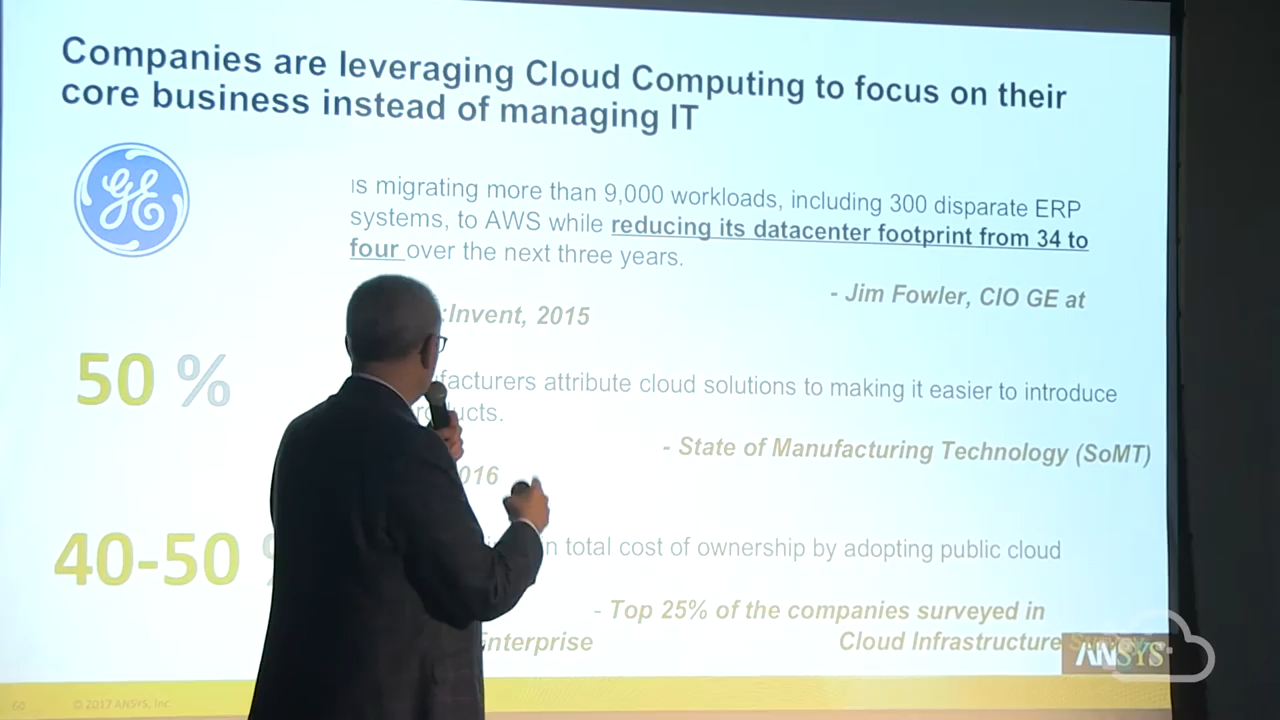 Companies are leveraging Cloud Computing to focus on their
core business instead of managing IT
GE
is migrating more than 9,000 workloads, including 300 disparate ERP
systems, to AWS while reducing its datacenter footprint from 34 to
four over the next three years.
- Jim Fowler, CIO GE at
:Invent, 2015
50 %
facturers attribute cloud solutions to making it easier to introduce
ucts.
- State of Manufacturing Technology (SoMT)
016
40-50
n total cost of ownership by adopting public cloud
- Top 25% of the companies surveyed in
Enterprise Cloud Infrastructure
ANSYS
60 © 2017 ANSYS, Inc.